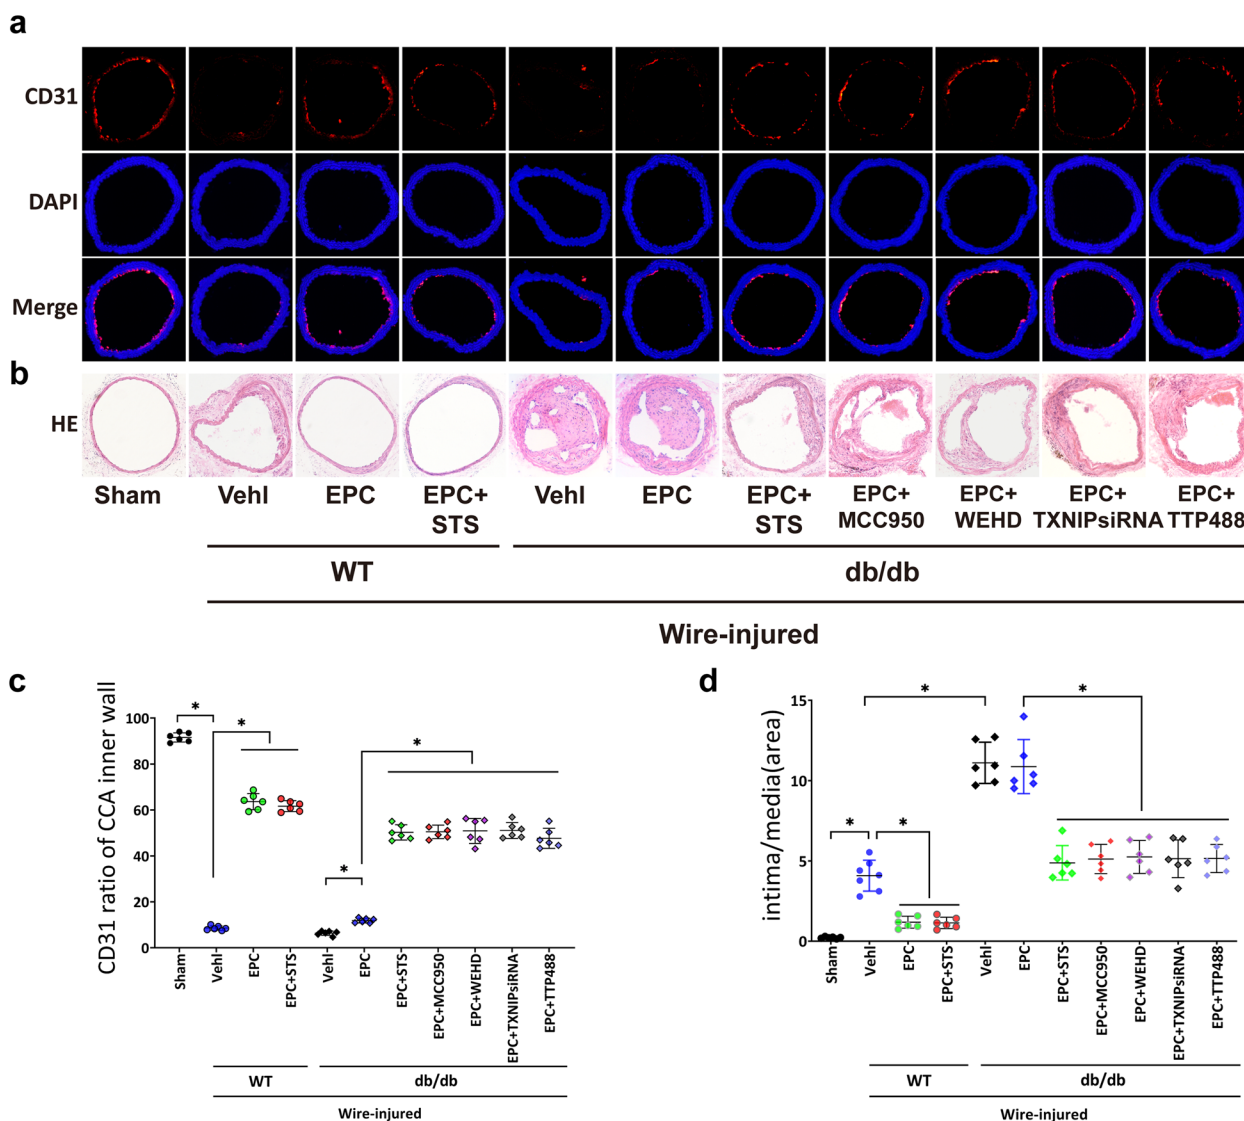 a
CD31
DAPI
Merge
b
HE
Sham Vehl EPC EPC+ STS Vehl EPC EPC+ STS EPC+ MCC950 EPC+ WEHD EPC+ TXNIPsiRNA EPC+ TTP488
WT db/db
Wire-injured
c
CD31 ratio of CCA inner wall
100
80
60
40
20
0
* * * *
Sham Vehl EPC EPC+STS Vehl EPC EPC+STS EPC+MCC950 EPC+WEHD EPC+TXNIPsiRNA EPC+TTP488
WT db/db
Wire-injured
d
intima/media(area)
15
10
5
0
* * * *
Sham Vehl EPC EPC+STS Vehl EPC EPC+STS EPC+MCC950 EPC+WEHD EPC+TXNIPsiRNA EPC+TTP488
WT db/db
Wire-injured